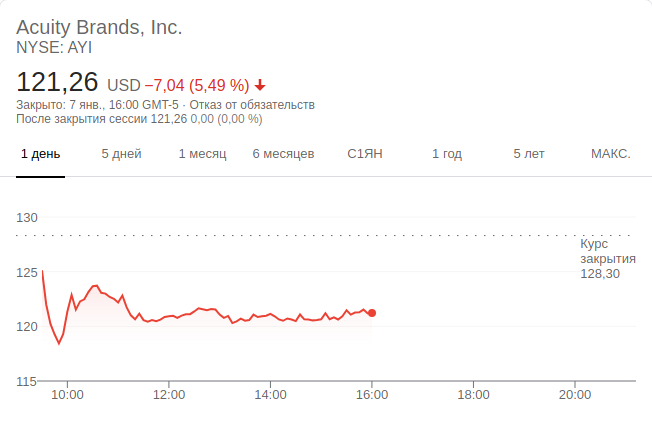 Acuity Brands, Inc.
NYSE: AYI
121,26 USD −7,04 (5,49 %)
Закрыто: 7 янв., 16:00 GMT-5 · Отказ от обязательств
После закрытия сессии 121,26 0,00 (0,00 %)
1 день 5 дней 1 месяц 6 месяцев С1ЯН 1 год 5 лет МАКС.
130
Курс
закрытия
128,30
125
120
115
10:00 12:00 14:00 16:00 18:00 20:00